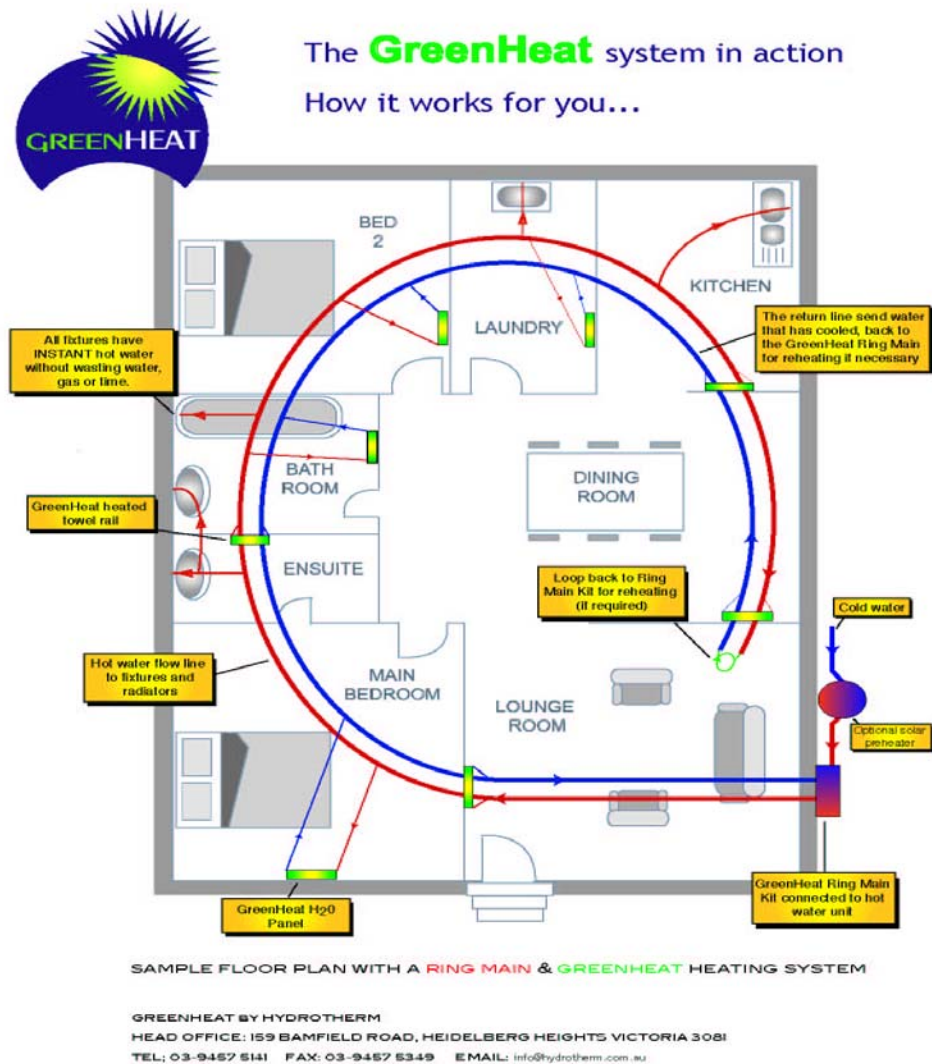 The GreenHeat system in action
How it works for you...
GREENHEAT
BED
2
LAUNDRY
KITCHEN
All fixtures have
INSTANT hot water
without wasting water,
gas or time.
The return line send water
that has cooled, back to
the GreenHeat Ring Main
for reheating if necessary
BATH
ROOM
DINING
ROOM
GreenHeat heated
towel rail
ENSUITE
Loop back to Ring
Main Kit for reheating
(if required)
Cold water
Hot water flow line
to fixtures and
radiators
MAIN
BEDROOM
LOUNGE
ROOM
Optional solar
preheater
GreenHeat H20
Panel
GreenHeat Ring Main
Kit connected to hot
water unit
SAMPLE FLOOR PLAN WITH A RING MAIN & GREENHEAT HEATING SYSTEM
GREENHEAT BY HYDROTHERM
HEAD OFFICE: 159 BAMFIELD ROAD, HEIDELBERG HEIGHTS VICTORIA 3081
TEL; 03-9457 5141 FAX: 03-9457 5349 EMAIL: info@hydrotherm.com.au